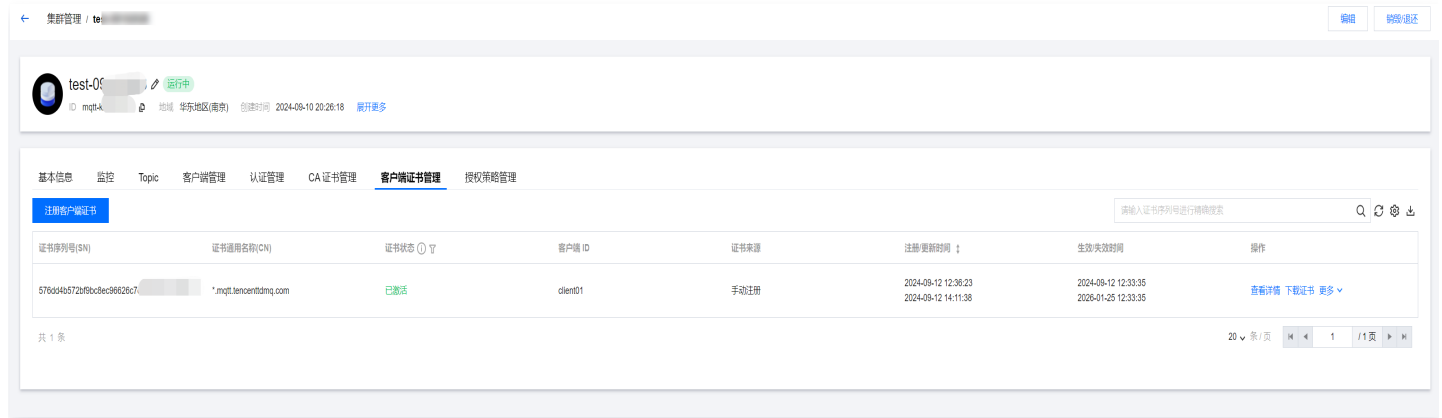 集群管理 / te
编辑 销毁/退还
test-09 运行中
ID mqtt-k 地域 华东地区(南京) 创建时间 2024-09-10 20:26:18 展开更多
基本信息 监控 Topic 客户端管理 认证管理 CA 证书管理 客户端证书管理 授权策略管理
注册客户端证书 请输入证书序列号进行精确搜索
证书序列号(SN) 证书通用名称(CN) 证书状态 客户端 ID 证书来源 注册/更新时间 生效/失效时间 操作
576dd4b572bf9bc8ec96626c7 *.mqtt.tencenttdmq.com 已激活 client01 手动注册 2024-09-12 12:36:23 2024-09-12 12:33:35 查看详情 下载证书 更多
2024-09-12 14:11:38 2026-01-25 12:33:35
共 1 条 20 条 / 页 1 / 1 页